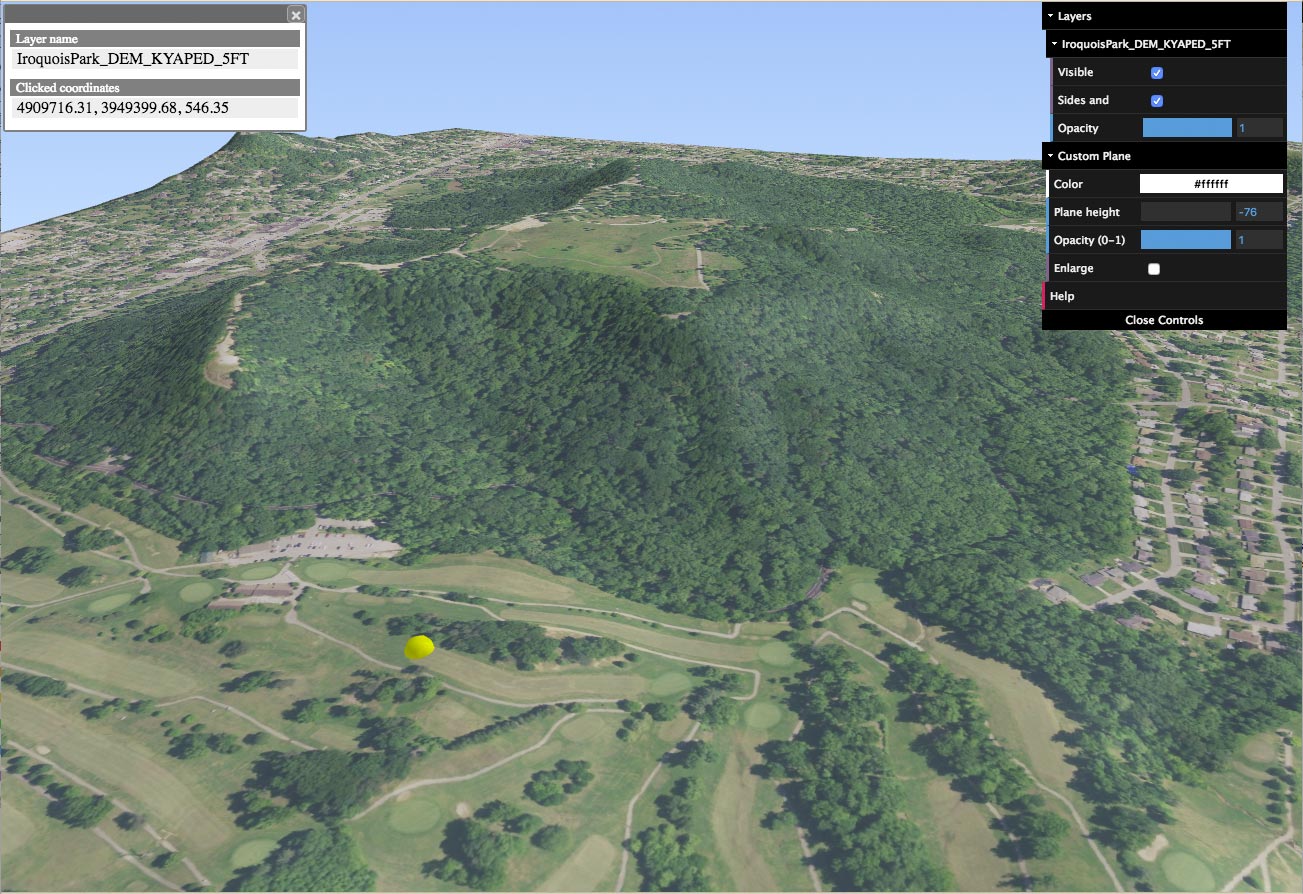 Layer name
IroquoisPark_DEM_KYAPED_5FT
Clicked coordinates
4909716.31, 3949399.68, 546.35
Layers
IroquoisPark_DEM_KYAPED_5FT
Visible
Sides and
Opacity 1
Custom Plane
Color #ffffff
Plane height -76
Opacity (0–1) 1
Enlarge
Help
Close Controls